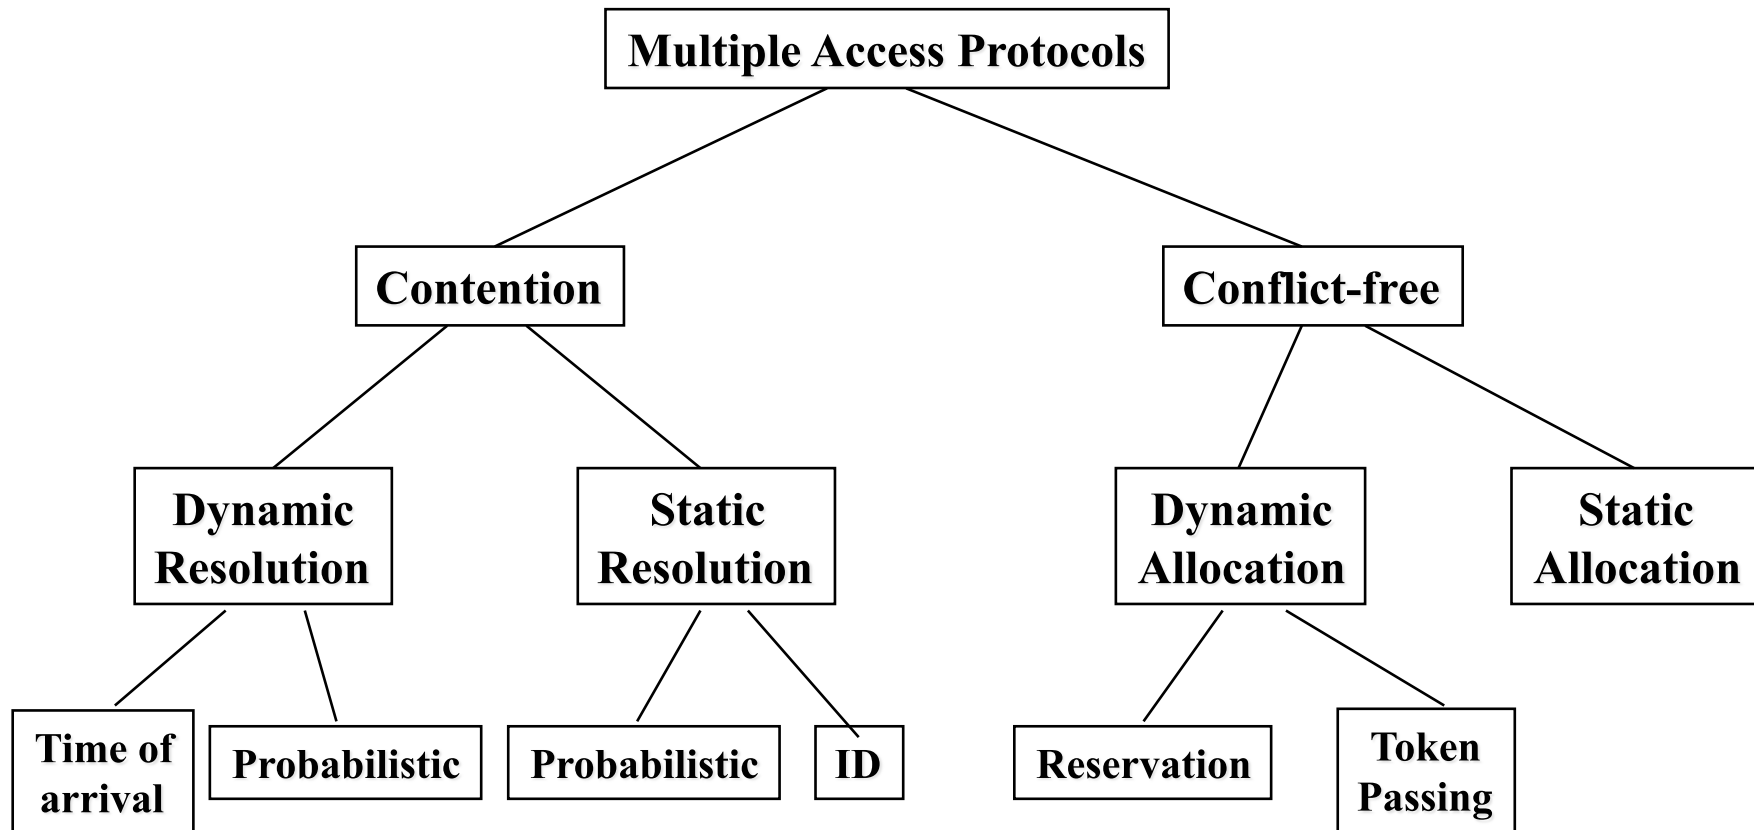 Multiple Access Protocols
Contention
Conflict-free
Dynamic
Resolution
Static
Resolution
Dynamic
Allocation
Static
Allocation
Time of
arrival
Probabilistic
Probabilistic
ID
Reservation
Token
Passing